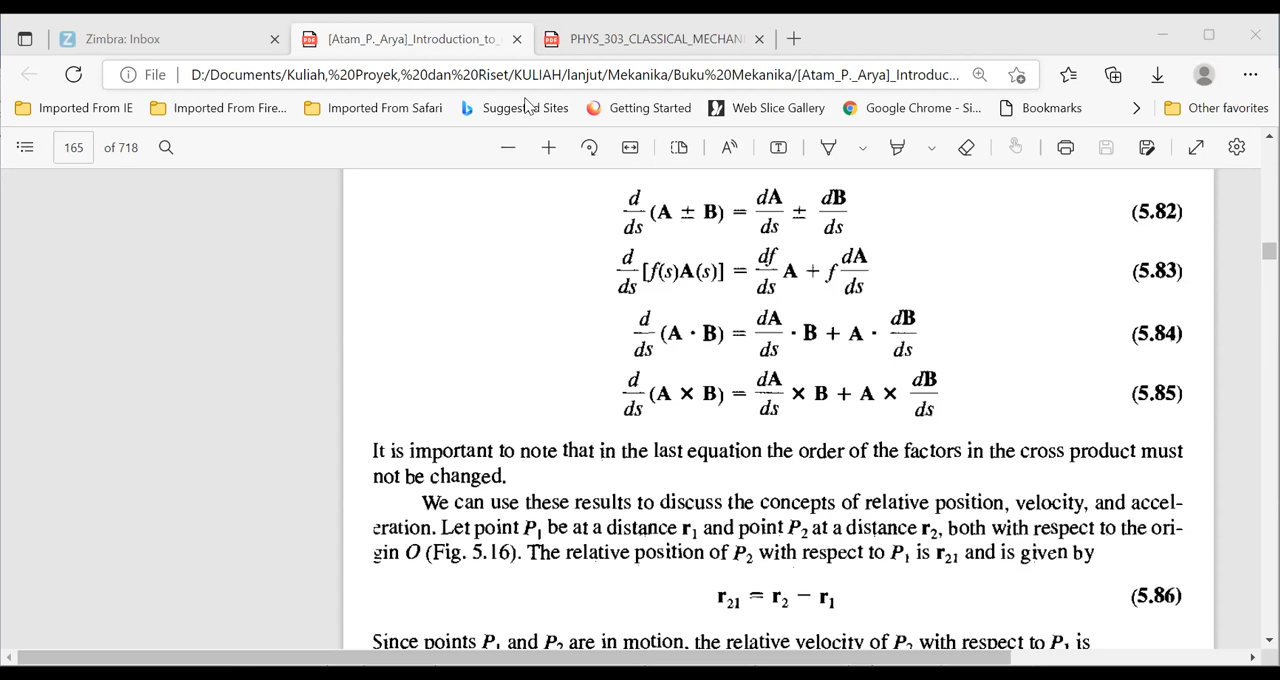 Zimbra: Inbox
[Atam_P._Arya]_Introduction_to_
PHYS_303_CLASSICAL_MECHAN
File D:/Documents/Kuliah,%20Proyek,%20dan%20Riset/KULIAH/lanjut/Mekanika/Buku%20Mekanika/[Atam_P._Arya]_Introduc...
Imported From IE Imported From Fire... Imported From Safari Suggested Sites Getting Started Web Slice Gallery Google Chrome - Si... Bookmarks Other favorites
165 of 718
d/ds (A ± B) = dA/ds ± dB/ds (5.82)
d/ds [f(s)A(s)] = df/ds A + f dA/ds (5.83)
d/ds (A · B) = dA/ds · B + A · dB/ds (5.84)
d/ds (A × B) = dA/ds × B + A × dB/ds (5.85)
It is important to note that in the last equation the order of the factors in the cross product must
not be changed.
We can use these results to discuss the concepts of relative position, velocity, and accel-
eration. Let point P₁ be at a distance r₁ and point P₂ at a distance r₂, both with respect to the ori-
gin O (Fig. 5.16). The relative position of P₂ with respect to P₁ is r₂₁ and is given by
r₂₁ = r₂ − r₁ (5.86)
Since points P₁ and P₂ are in motion, the relative velocity of P₂ with respect to P₁ is